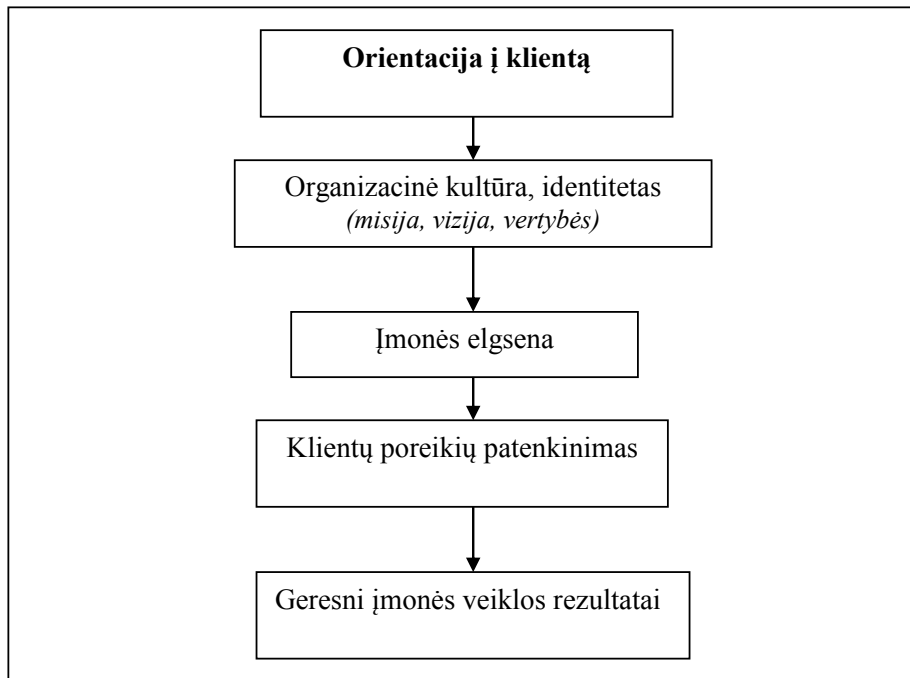 Orientacija į klientą
Organizacinė kultūra, identitetas
(misija, vizija, vertybės)
Įmonės elgsena
Klientų poreikių patenkinimas
Geresni įmonės veiklos rezultatai